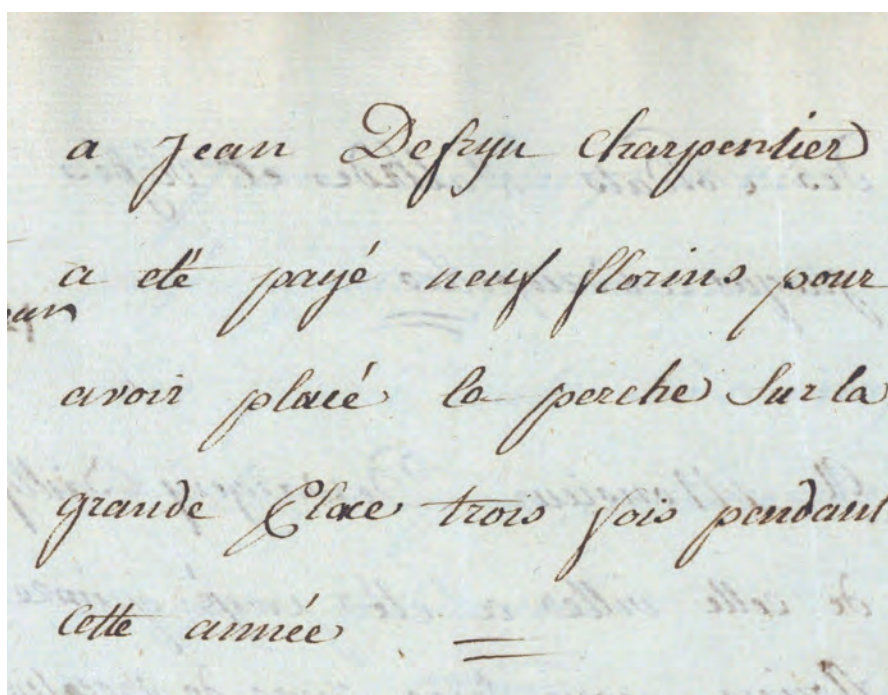 a Jean Defryn Charpentier
a eté payé neuf florins pour
avoir placé la perche Sur la
grande Place trois fois pendant
cette année